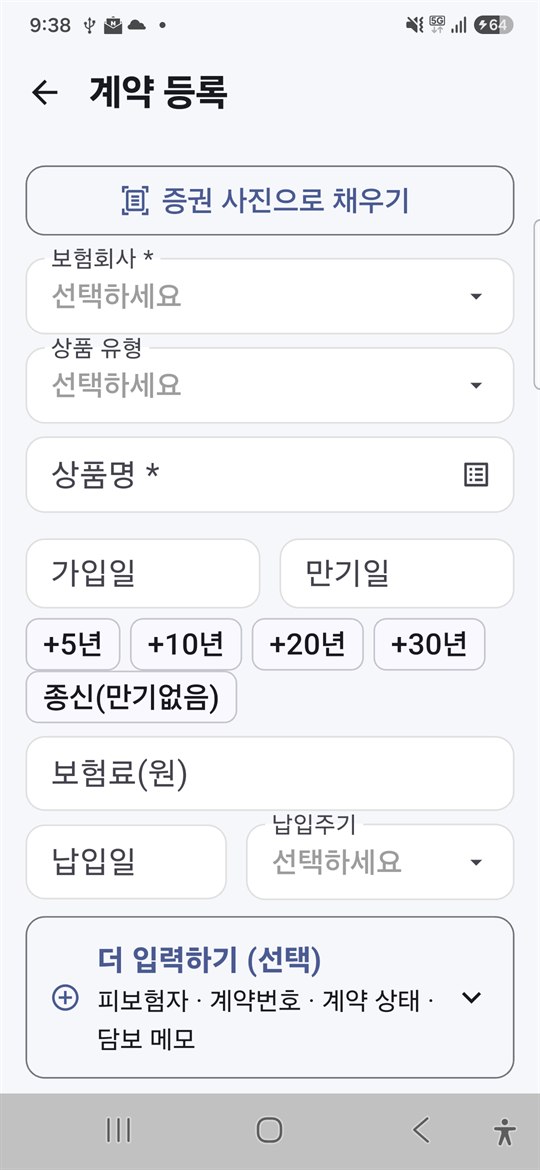 9:38
5G
64
계약 등록
증권 사진으로 채우기
보험회사 *
선택하세요
상품 유형
선택하세요
상품명 *
가입일
만기일
+5년
+10년
+20년
+30년
종신(만기없음)
보험료(원)
납입일
납입주기
선택하세요
더 입력하기 (선택)
피보험자 · 계약번호 · 계약 상태 ·
담보 메모